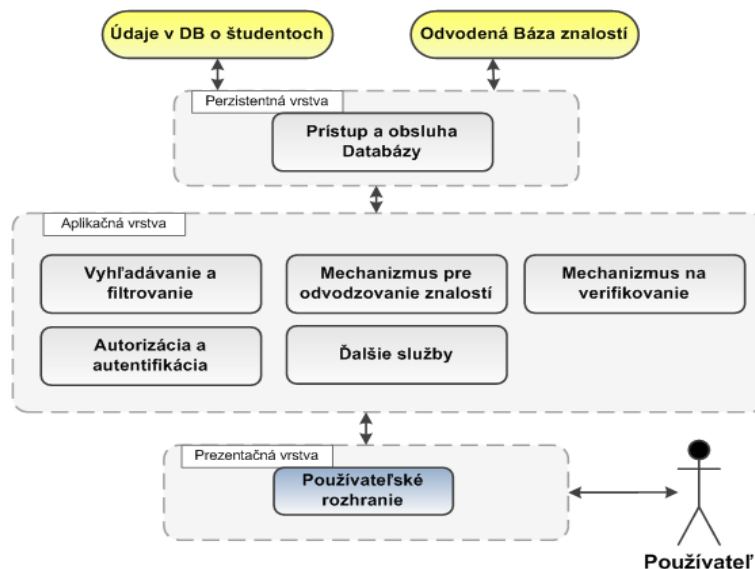 Údaje v DB o študentoch
Odvodená Báza znalostí
Perzistentná vrstva
Prístup a obsluha
Databázy
Aplikačná vrstva
Vyhľadávanie a
filtrovanie
Mechanizmus pre
odvodzovanie znalostí
Mechanizmus na
verifikovanie
Autorizácia a
autentifikácia
Ďalšie služby
Prezentačná vrstva
Používateľské
rozhranie
Používateľ